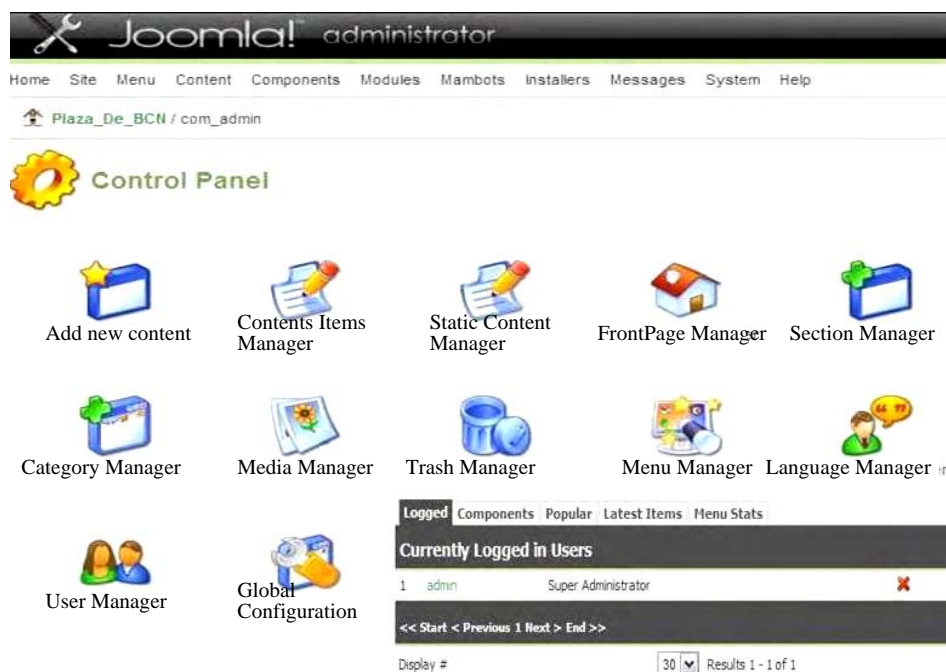 Joomla! administrator
Home Site Menu Content Components Modules Mambots Installers Messages System Help
Plaza_De_BCN / com_admin
Control Panel
Add new content
Contents Items
Manager
Static Content
Manager
FrontPage Manager
Section Manager
Category Manager
Media Manager
Trash Manager
Menu Manager
Language Manager
User Manager
Global
Configuration
Logged Components Popular Latest Items Menu Stats
Currently Logged in Users
1 admin Super Administrator
<< Start < Previous 1 Next > End >>
Display # 30 Results 1 - 1 of 1